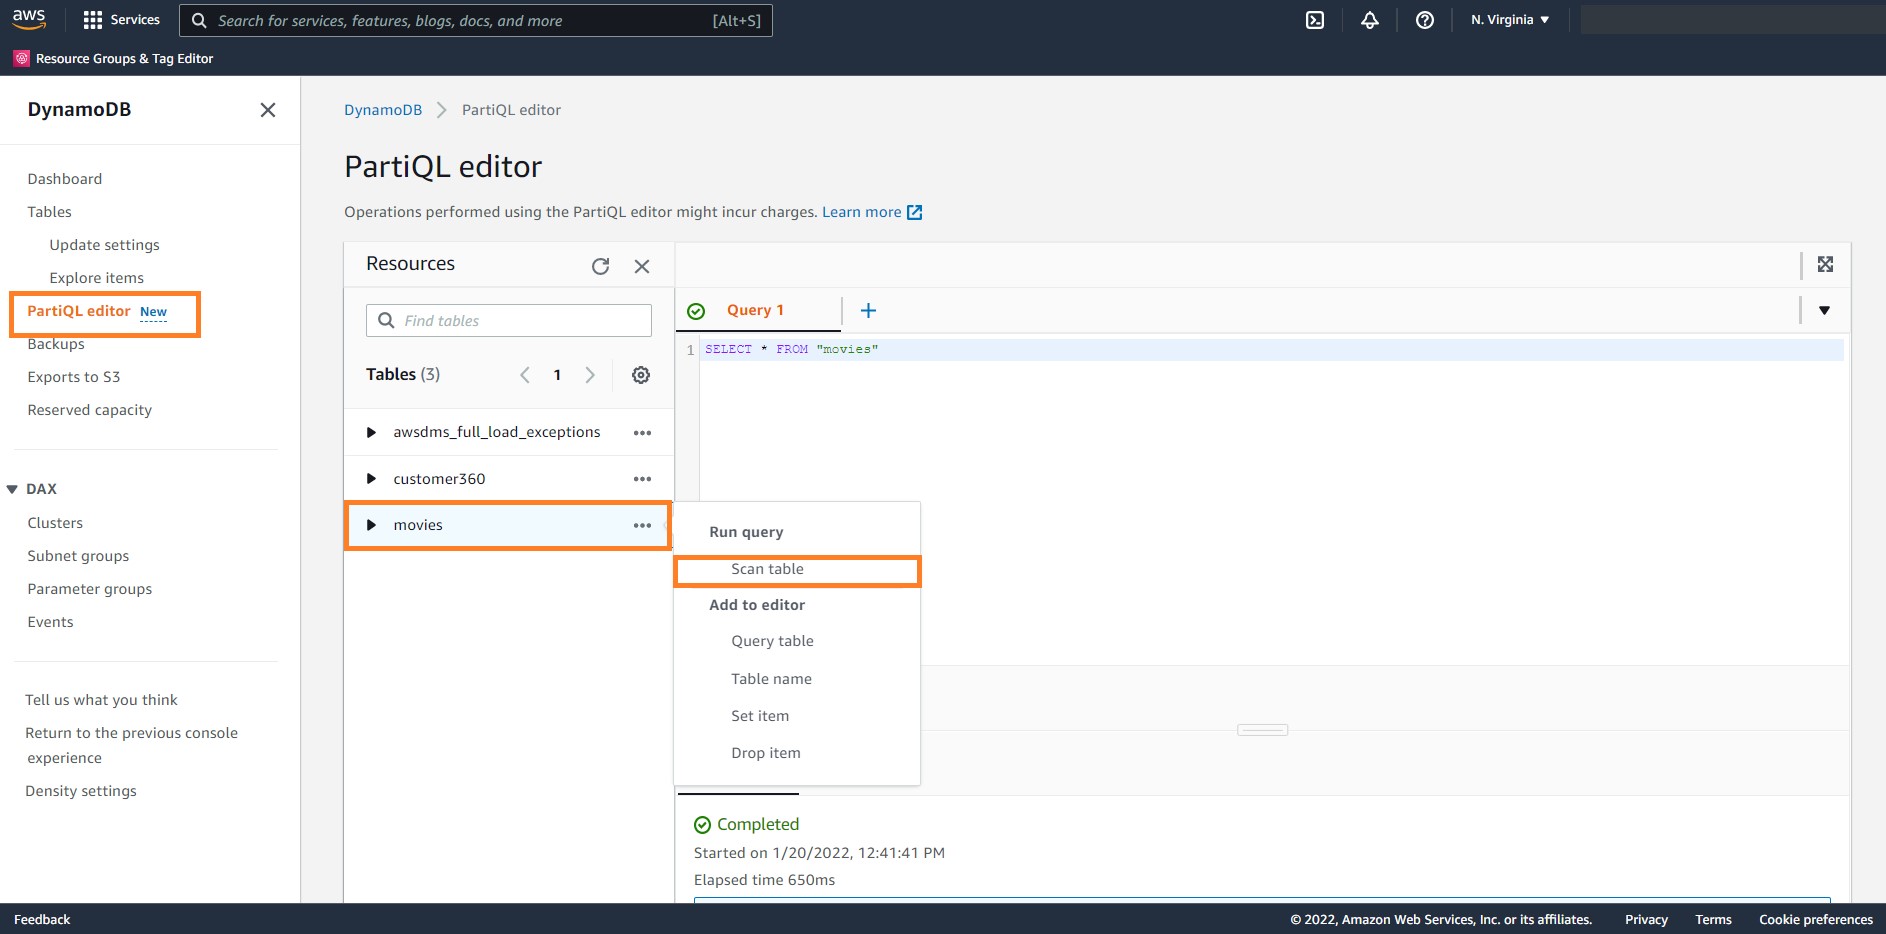 aws
Services
Search for services, features, blogs, docs, and more
[Alt+S]
N. Virginia
Resource Groups & Tag Editor
DynamoDB
Dashboard
Tables
Update settings
Explore items
PartiQL editor New
Backups
Exports to S3
Reserved capacity
DAX
Clusters
Subnet groups
Parameter groups
Events
Tell us what you think
Return to the previous console
experience
Density settings
DynamoDB
PartiQL editor
PartiQL editor
Operations performed using the PartiQL editor might incur charges. Learn more
Resources
Find tables
Tables (3)
1
awsdms_full_load_exceptions
customer360
movies
Query 1
1
SELECT * FROM "movies"
Run query
Scan table
Add to editor
Query table
Table name
Set item
Drop item
Completed
Started on 1/20/2022, 12:41:41 PM
Elapsed time 650ms
Feedback
© 2022, Amazon Web Services, Inc. or its affiliates.
Privacy
Terms
Cookie preferences